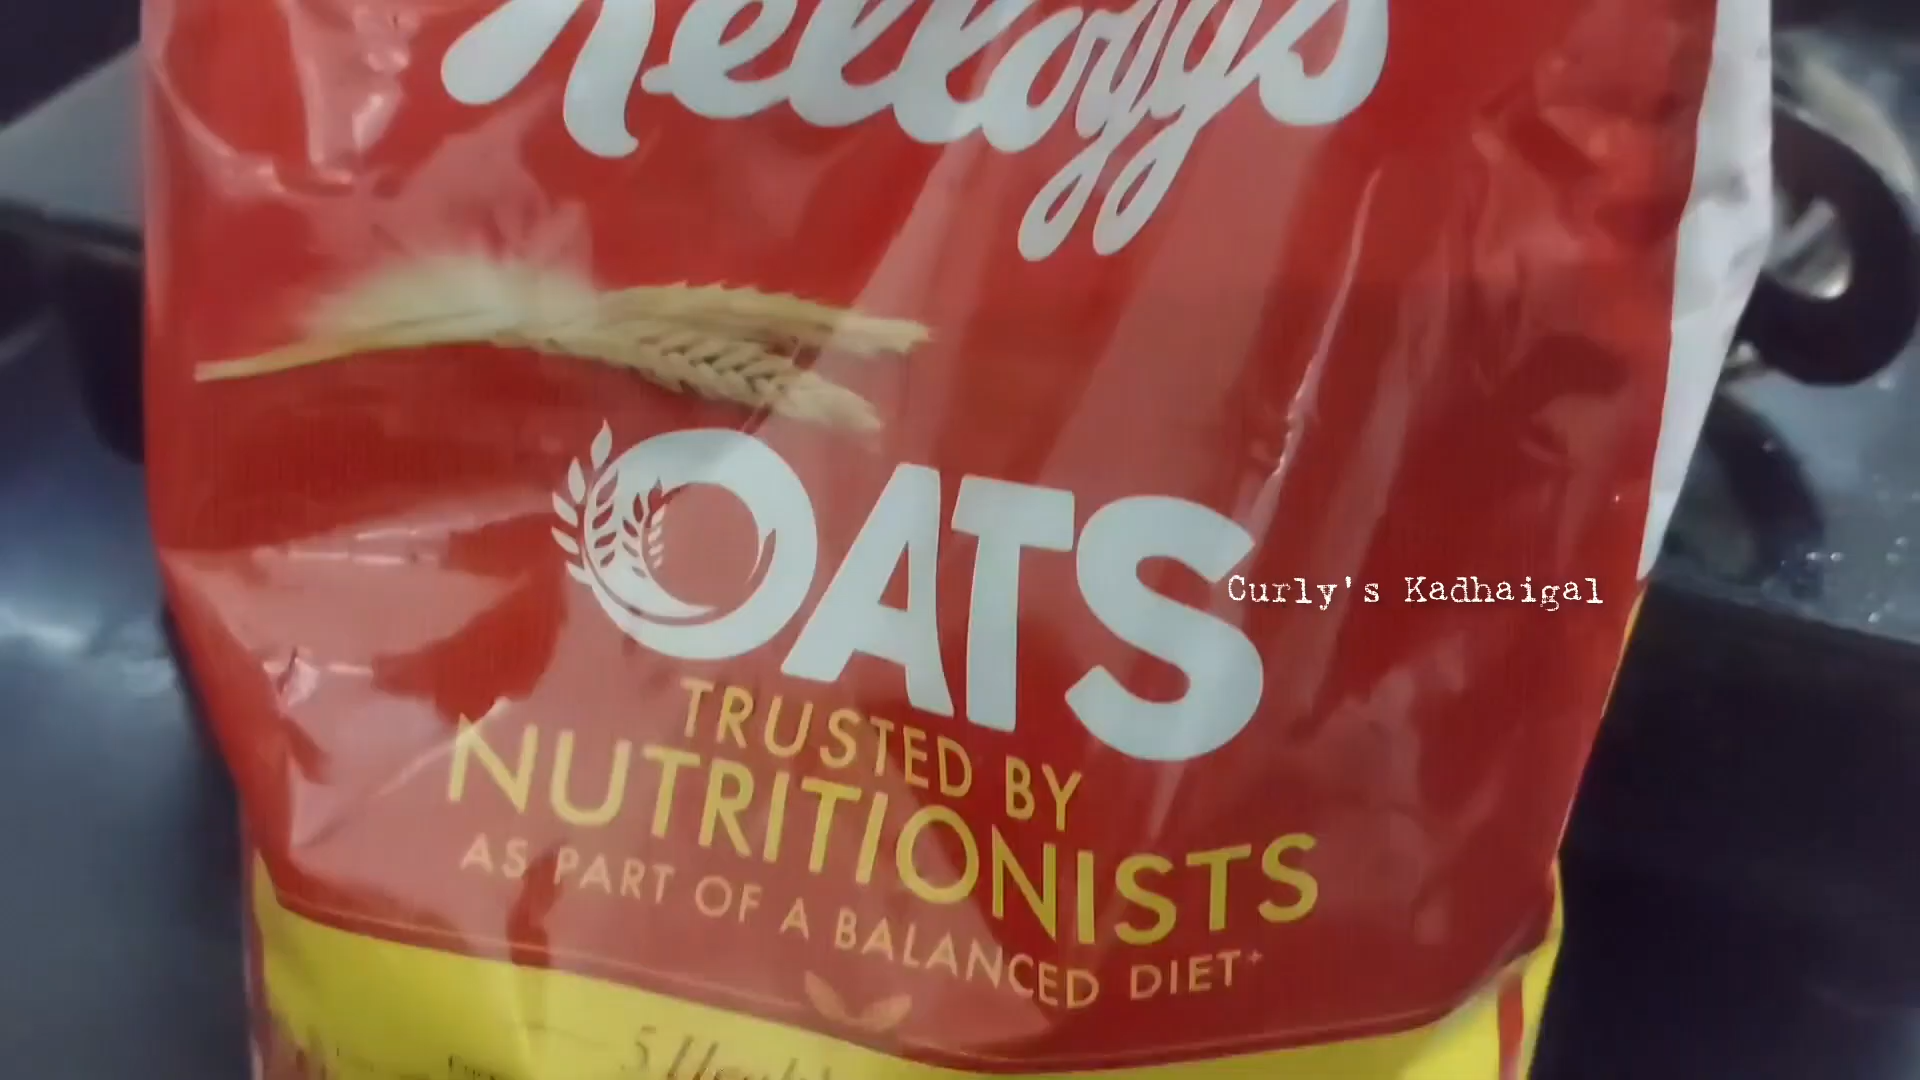 Kellogg's
OATS
Curly's Kadhaigal
TRUSTED BY
NUTRITIONISTS
AS PART OF A BALANCED DIET+